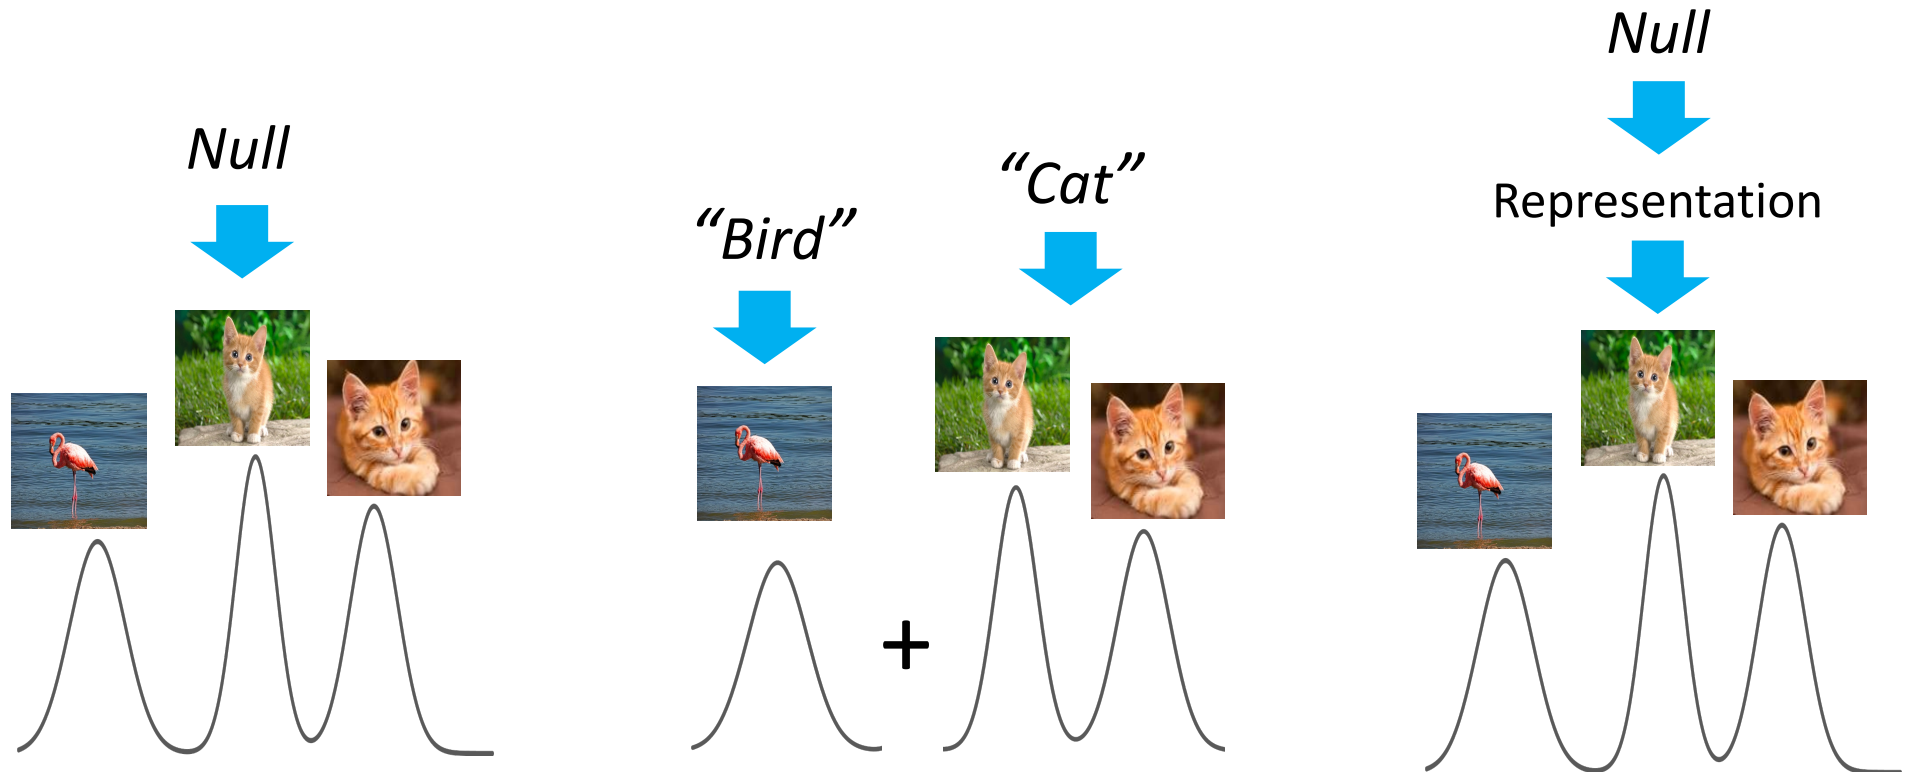 Null
“Bird”
“Cat”
+
Null
Representation